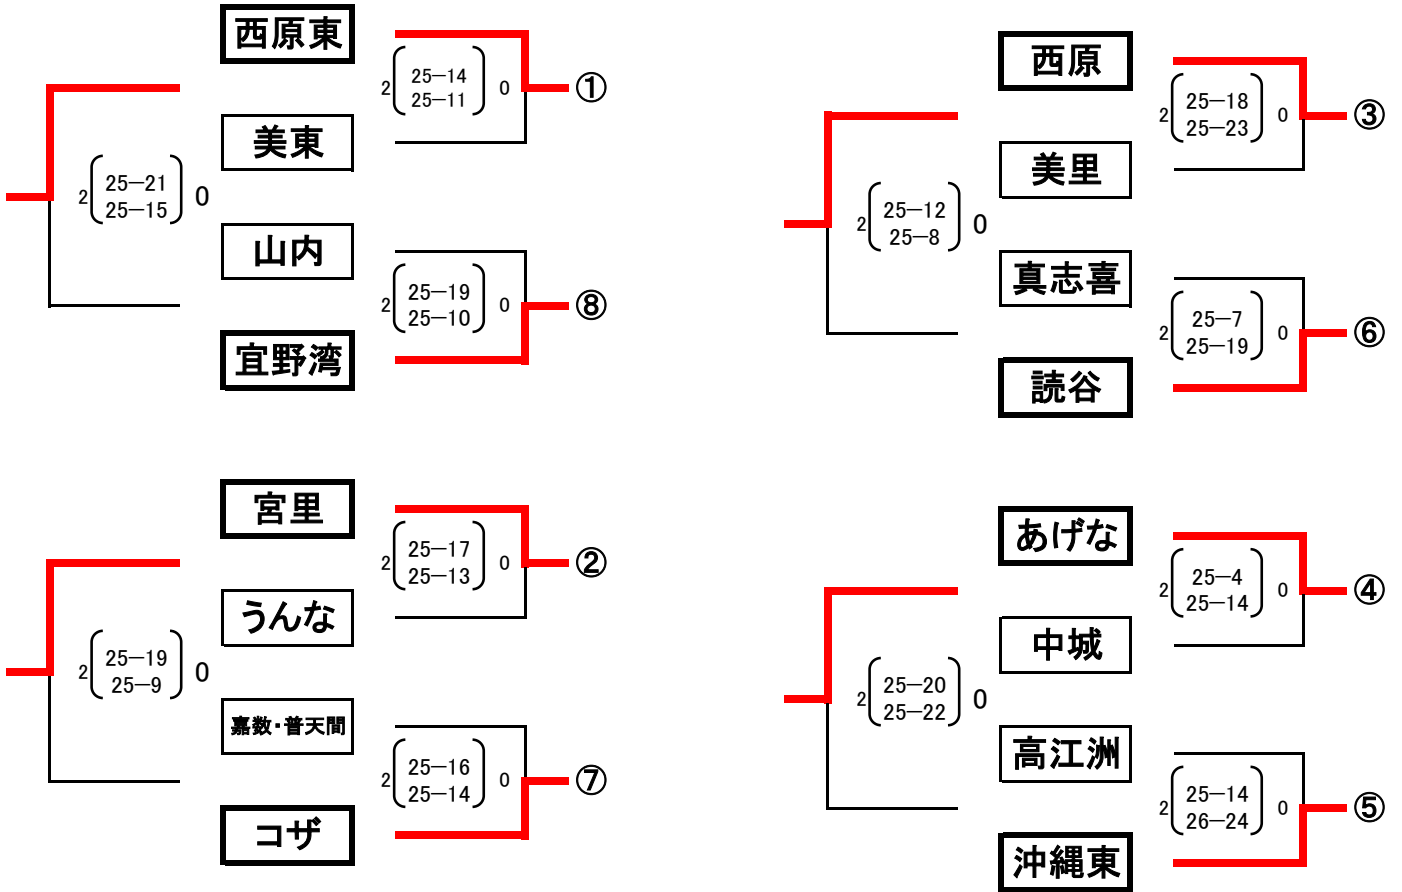 西原東
2 25－14 0 ①
25－11
美東
2 25－21 0
25－15
山内
2 25－19 0 ⑧
25－10
宜野湾
西原
2 25－18 0 ③
25－23
美里
2 25－12 0
25－8
真志喜
2 25－7 0 ⑥
25－19
読谷
宮里
2 25－17 0 ②
25－13
うんな
2 25－19 0
25－9
嘉数・普天間
2 25－16 0 ⑦
25－14
コザ
あげな
2 25－4 0 ④
25－14
中城
2 25－20 0
25－22
高江洲
2 25－14 0 ⑤
26－24
沖縄東